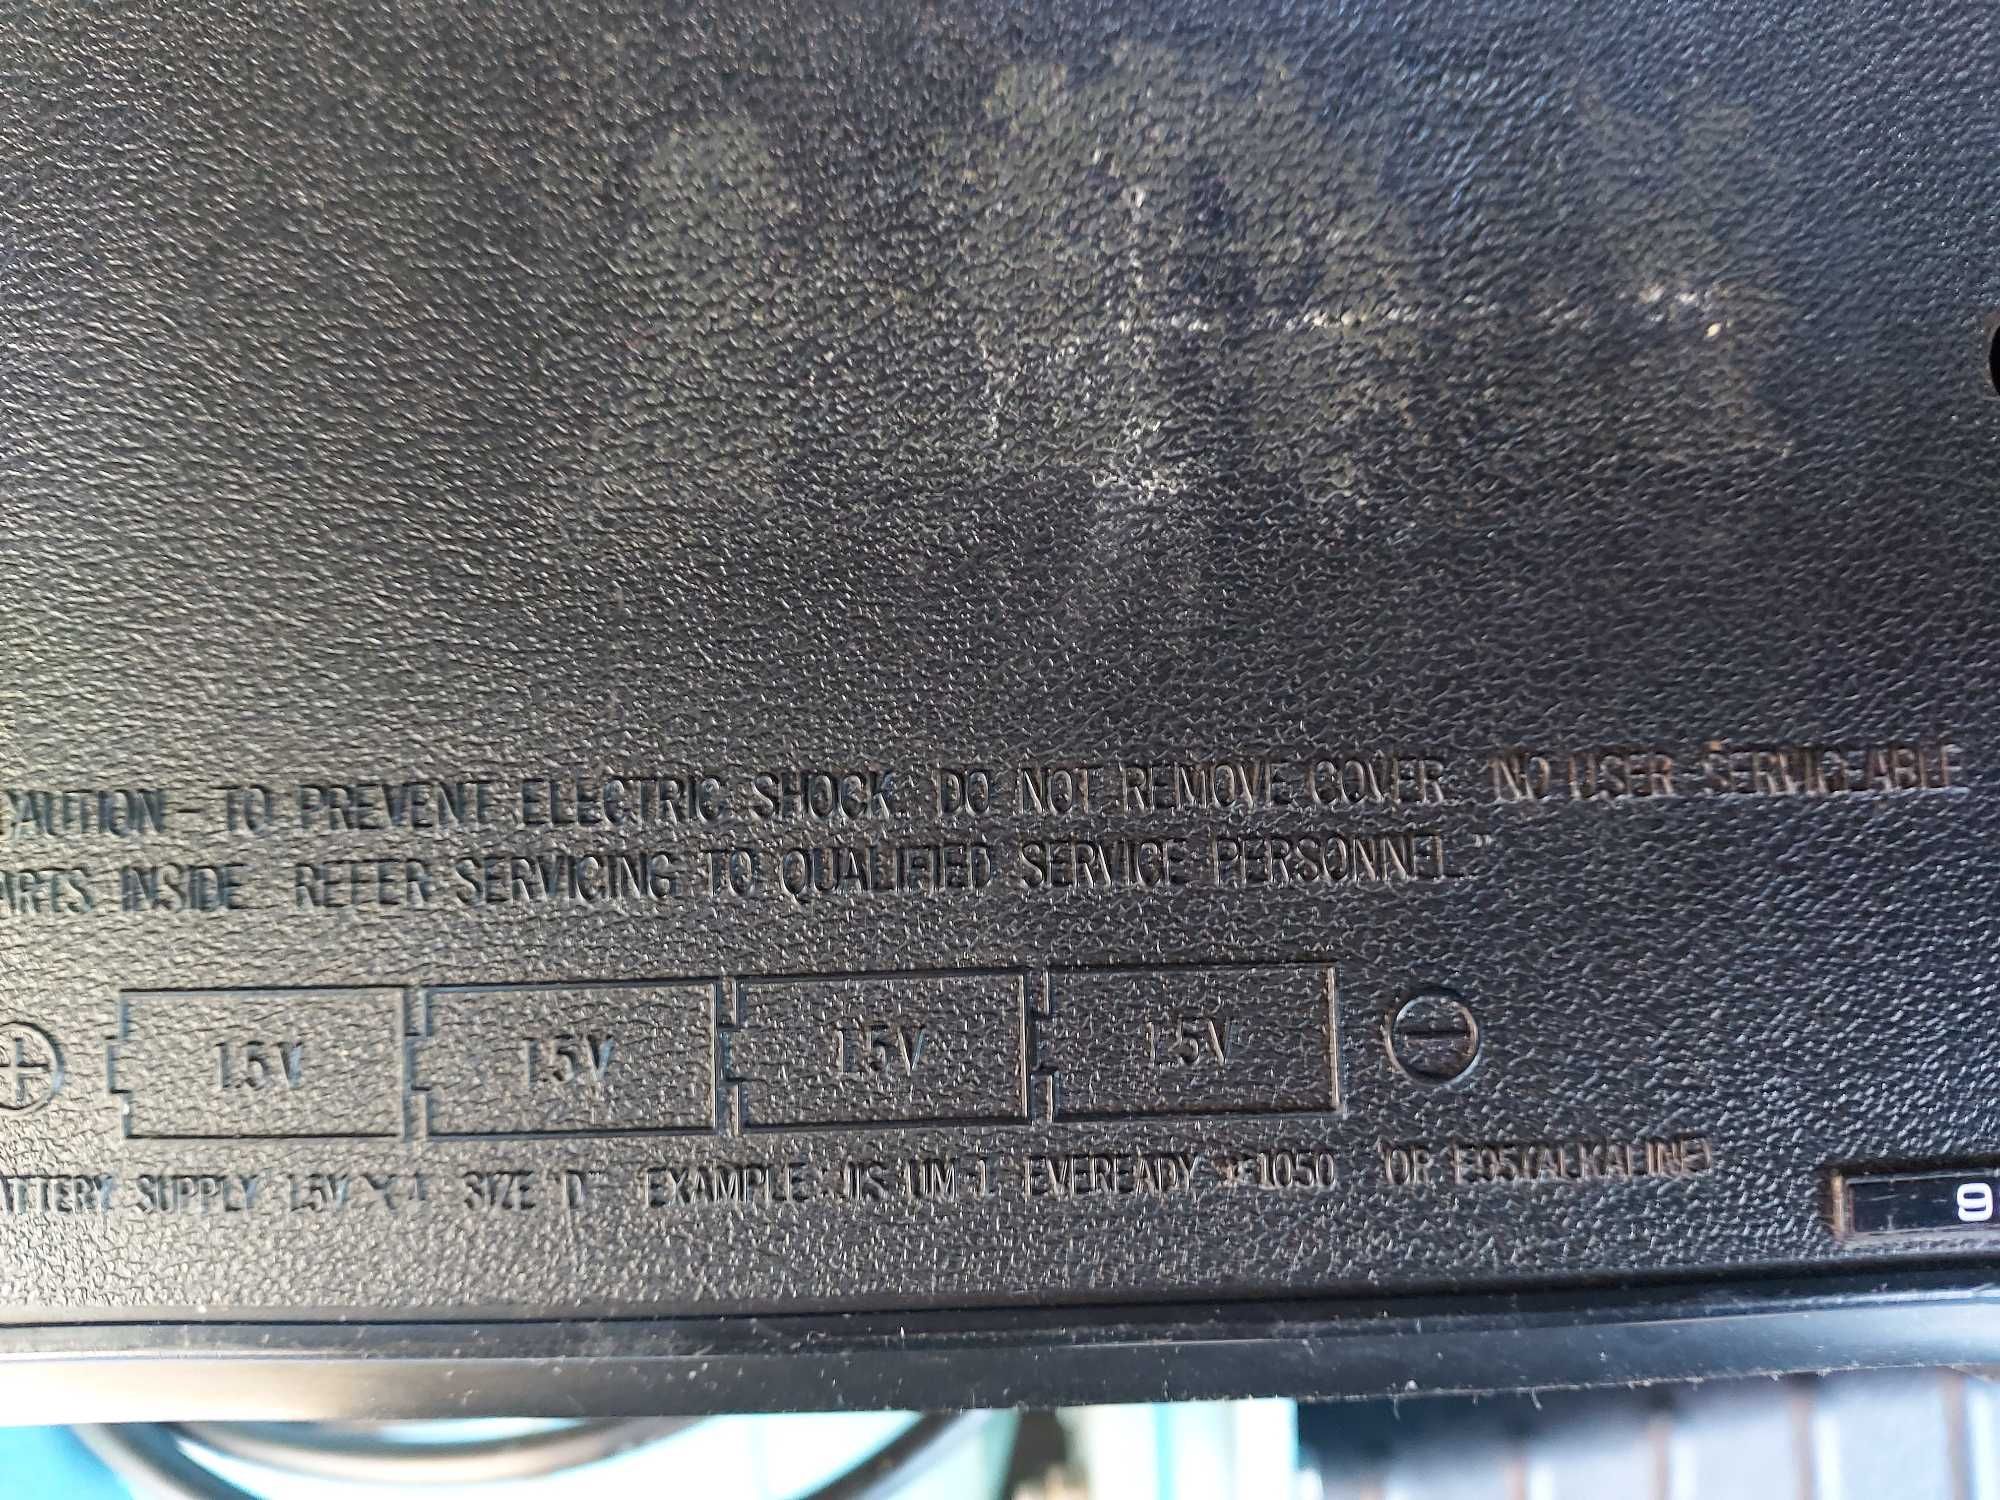 CAUTION - TO PREVENT ELECTRIC SHOCK. DO NOT REMOVE COVER. NO USER SERVICEABLE
ARTS INSIDE. REFER SERVICING TO QUALIFIED SERVICE PERSONNEL."
1.5V 1.5V 1.5V 1.5V
ATTERY SUPPLY 1.5V × 4 SIZE "D" EXAMPLE: JIS UM-1 EVEREADY #1050 (OR E95(ALKALINE)
9